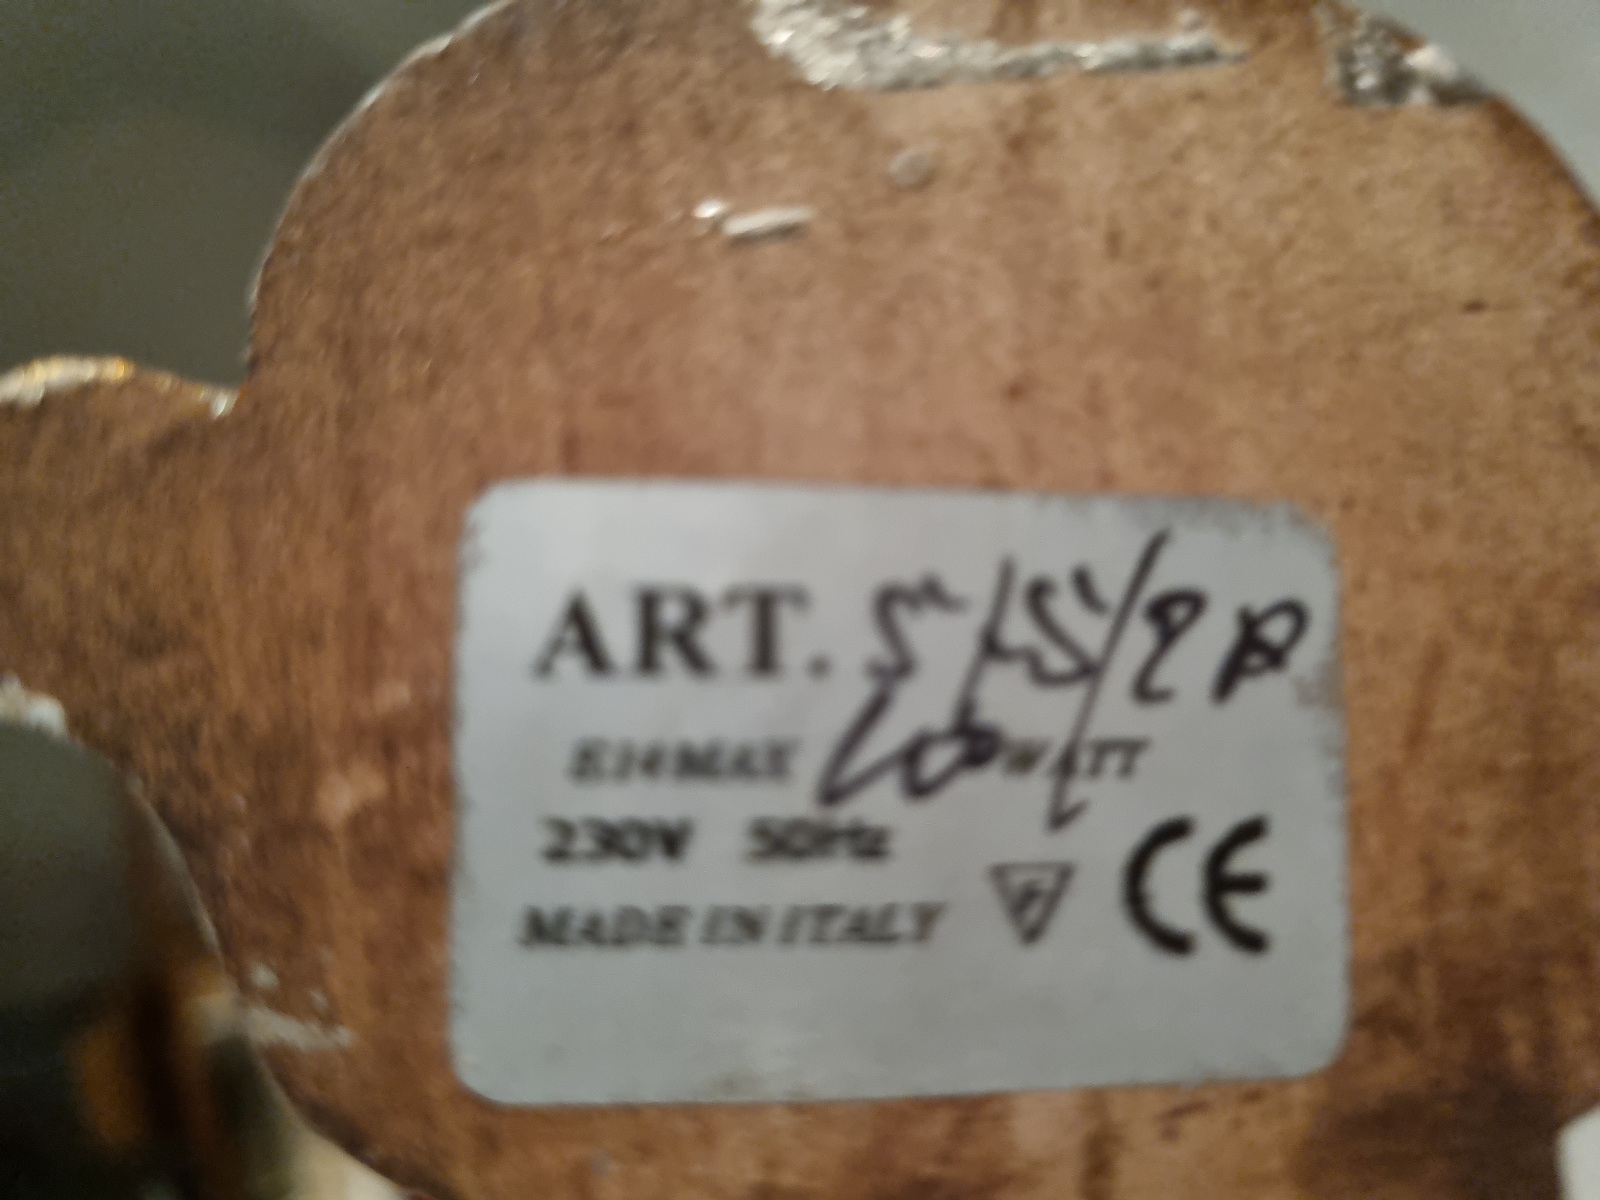 ART.
E14 MAX WATT
230V 50Hz
MADE IN ITALY F CE